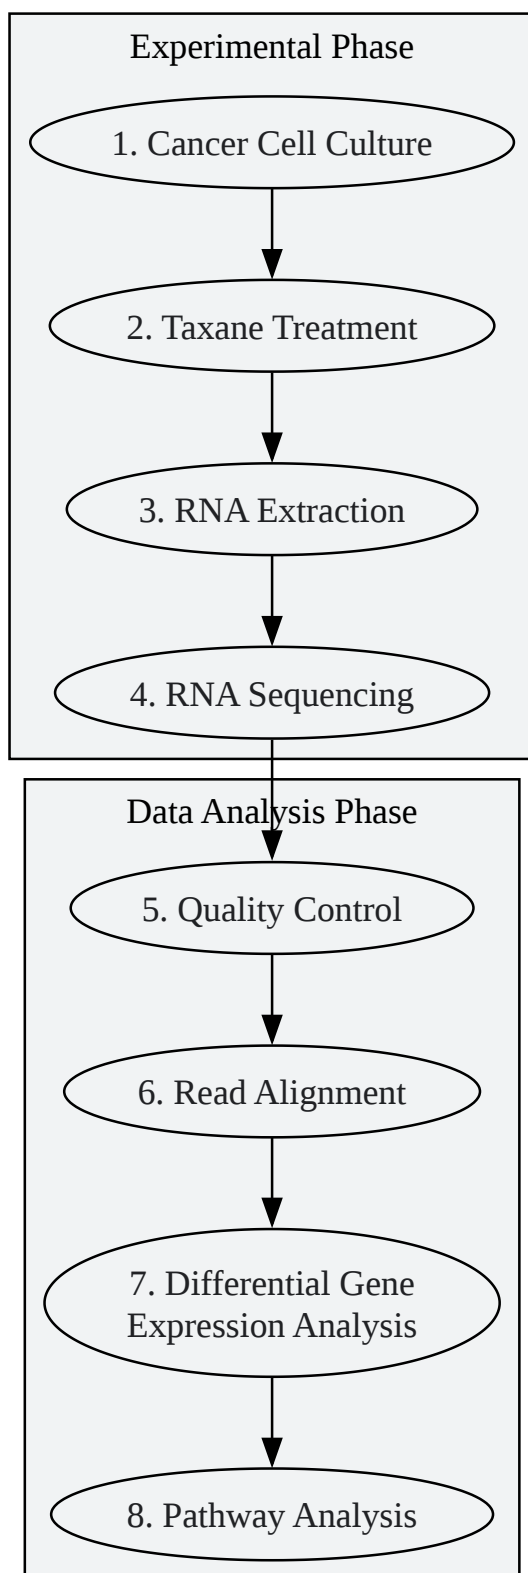 Experimental Phase
1. Cancer Cell Culture
2. Taxane Treatment
3. RNA Extraction
4. RNA Sequencing
Data Analysis Phase
5. Quality Control
6. Read Alignment
7. Differential Gene
Expression Analysis
8. Pathway Analysis